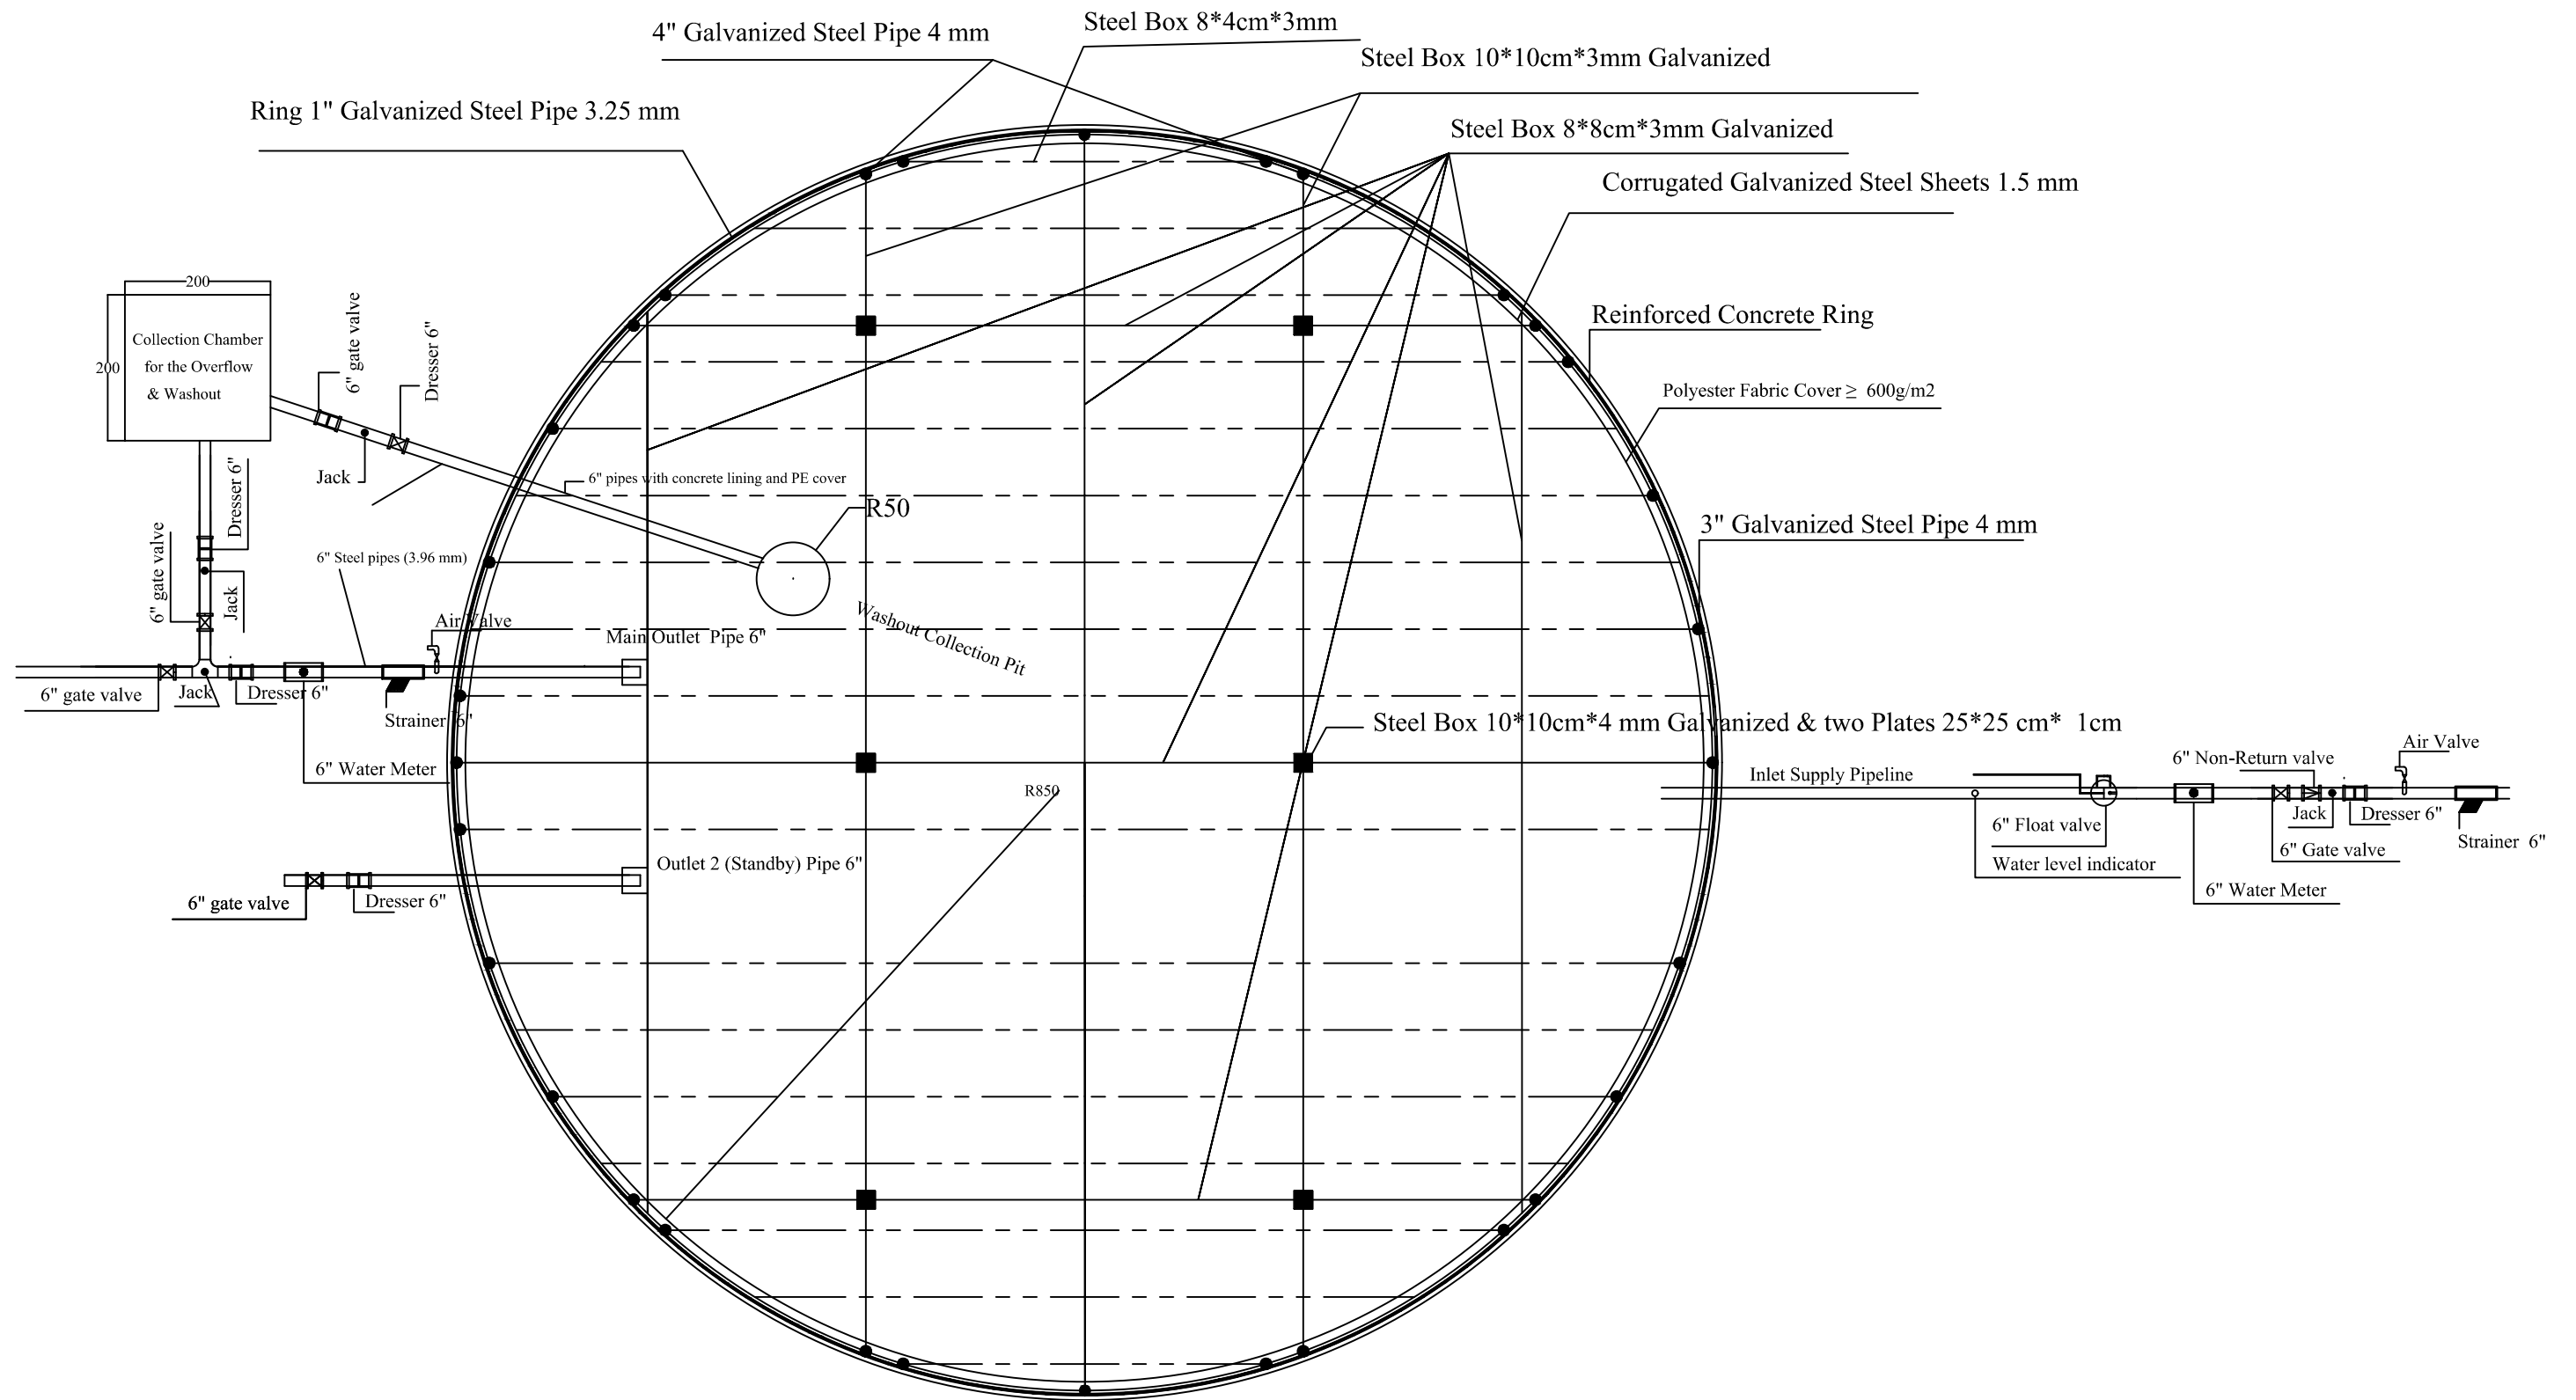 Steel Box 8*4cm*3mm
4" Galvanized Steel Pipe 4 mm
Steel Box 10*10cm*3mm Galvanized
Ring 1" Galvanized Steel Pipe 3.25 mm
Steel Box 8*8cm*3mm Galvanized
Corrugated Galvanized Steel Sheets 1.5 mm
Reinforced Concrete Ring
Polyester Fabric Cover ≥ 600g/m2
3" Galvanized Steel Pipe 4 mm
200
200
Collection Chamber
for the Overflow
& Washout
6" gate valve
Dresser 6"
Jack
6" pipes with concrete lining and PE cover
R50
Dresser 6"
6" gate valve
Jack
6" Steel pipes (3.96 mm)
Air Valve
Main Outlet Pipe 6"
Washout Collection Pit
6" gate valve
Jack
Dresser 6"
Strainer 6"
6" Water Meter
Steel Box 10*10cm*4 mm Galvanized & two Plates 25*25 cm* 1cm
R850
Inlet Supply Pipeline
6" Non-Return valve
Air Valve
6" Float valve
Jack
Dresser 6"
Strainer 6"
6" Gate valve
Water level indicator
6" Water Meter
Outlet 2 (Standby) Pipe 6"
6" gate valve
Dresser 6"